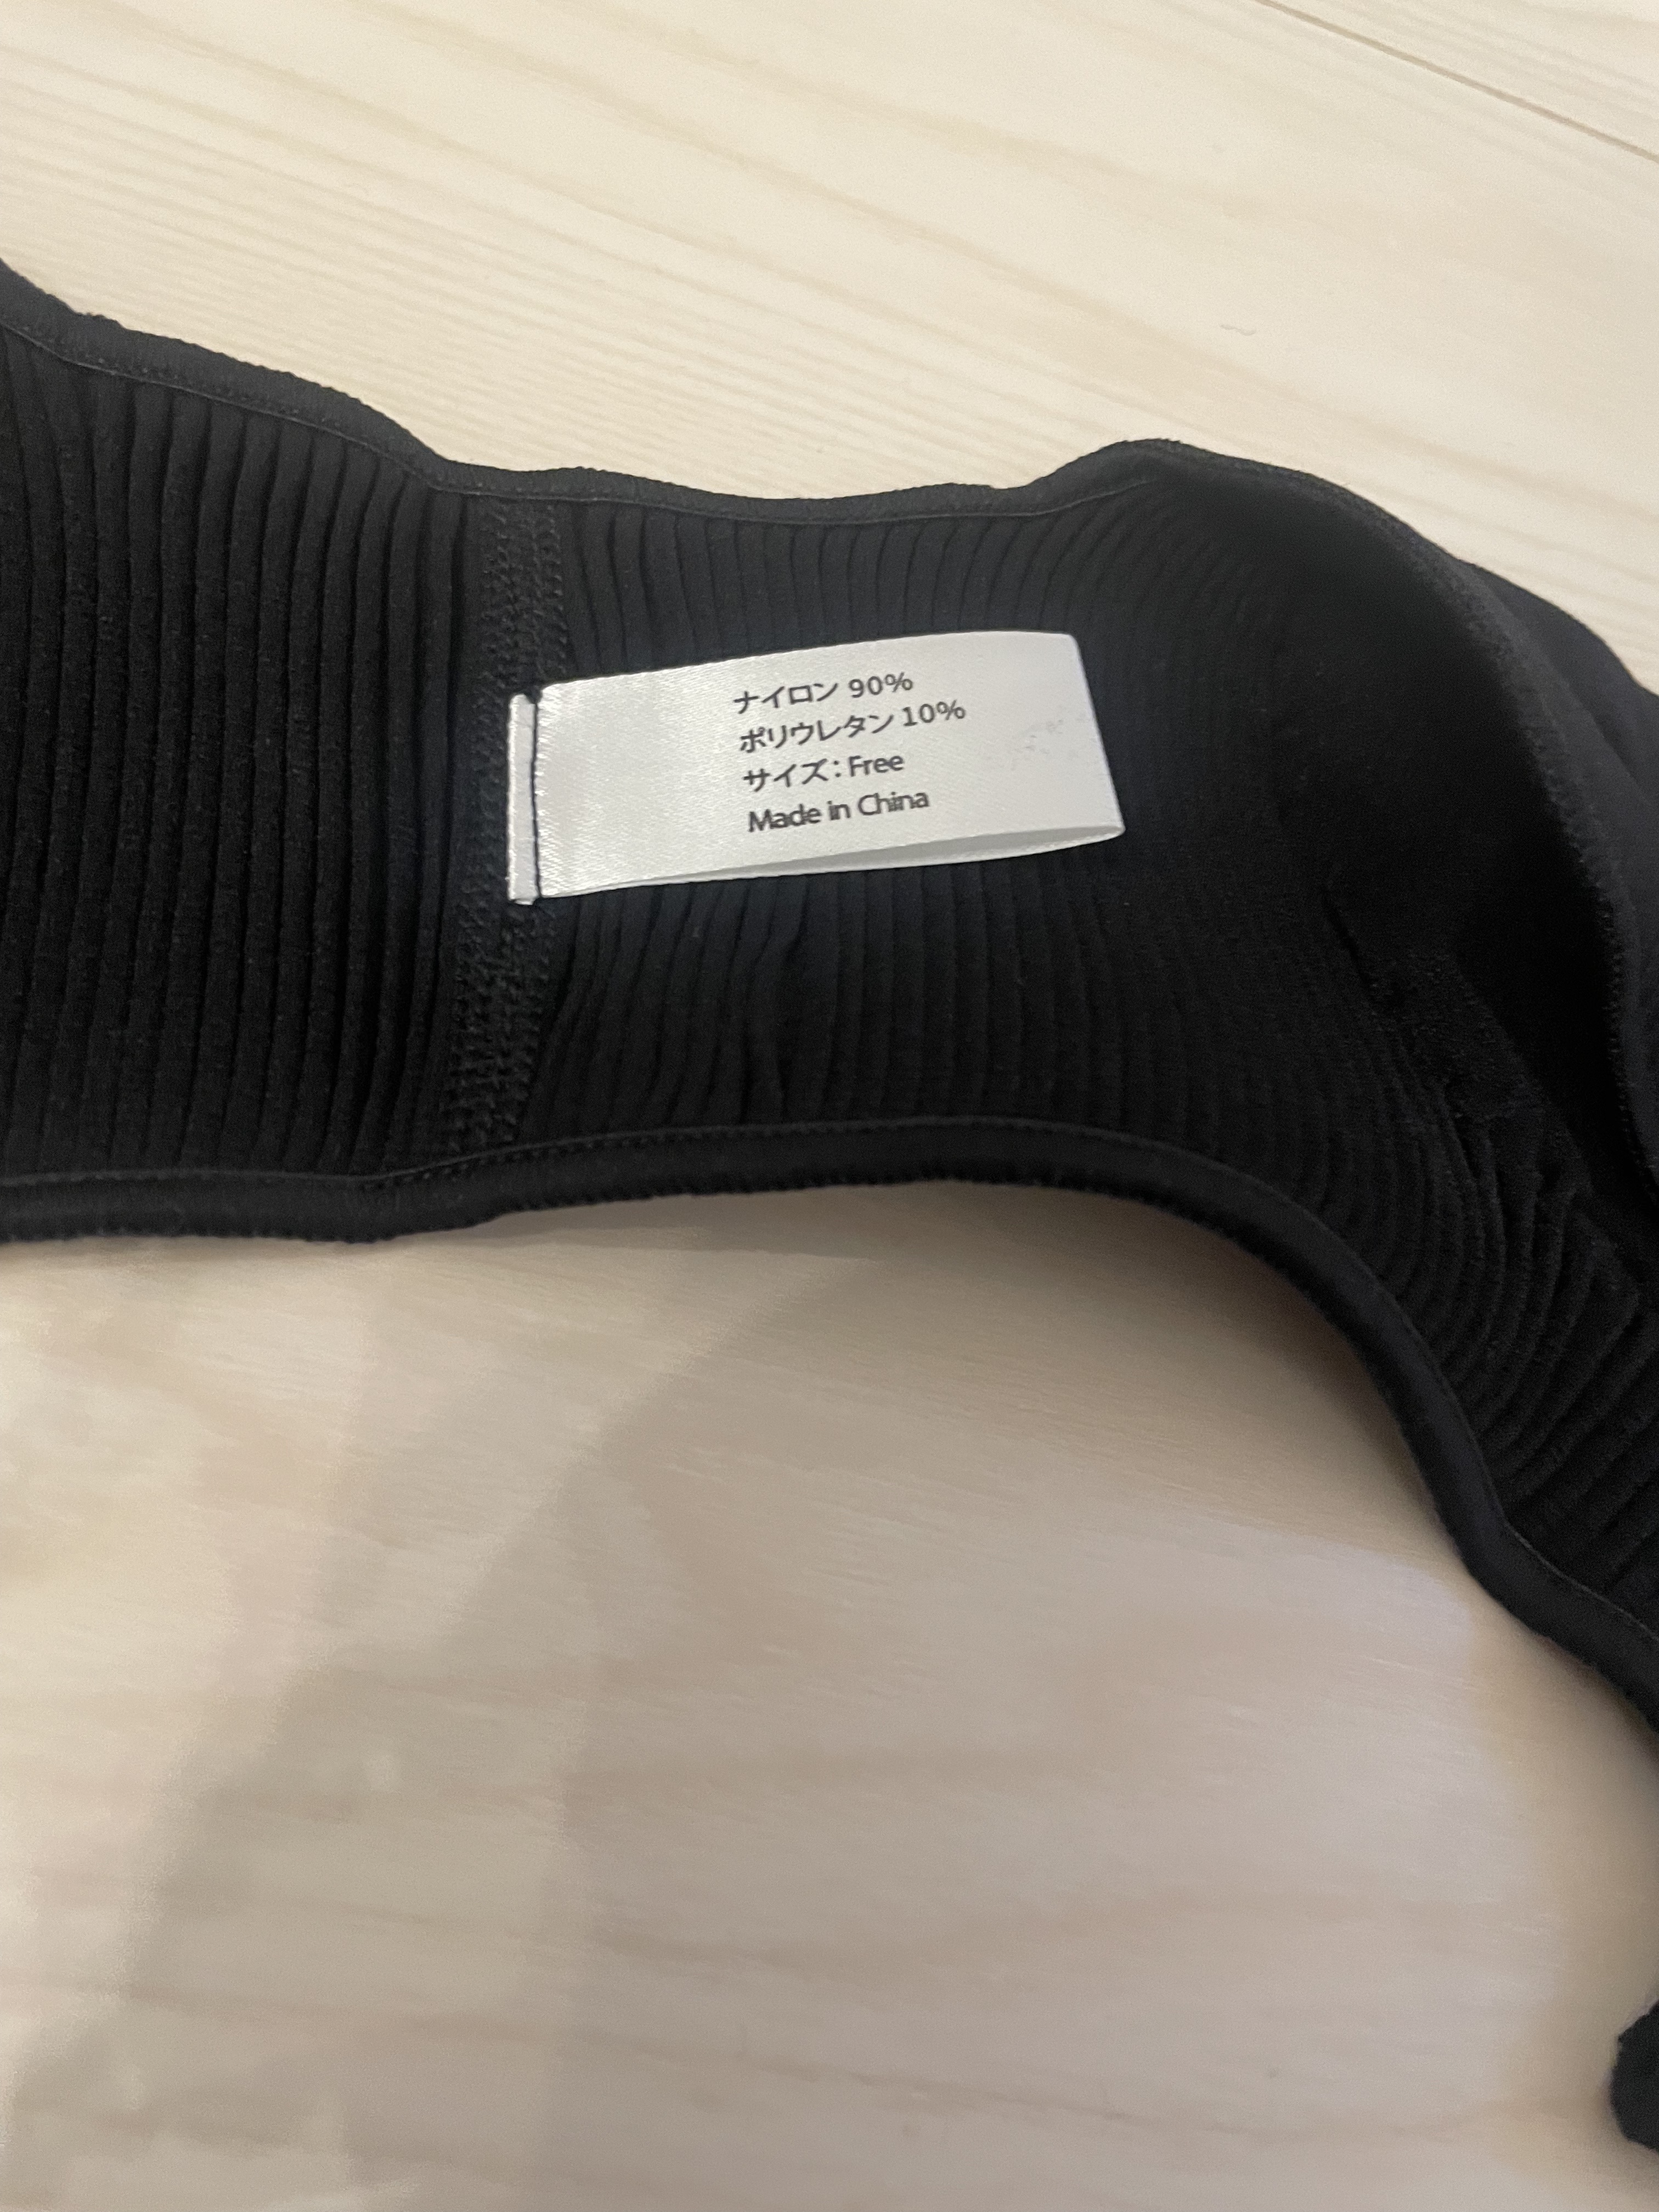 ナイロン 90%
ポリウレタン 10%
サイズ：Free
Made in China